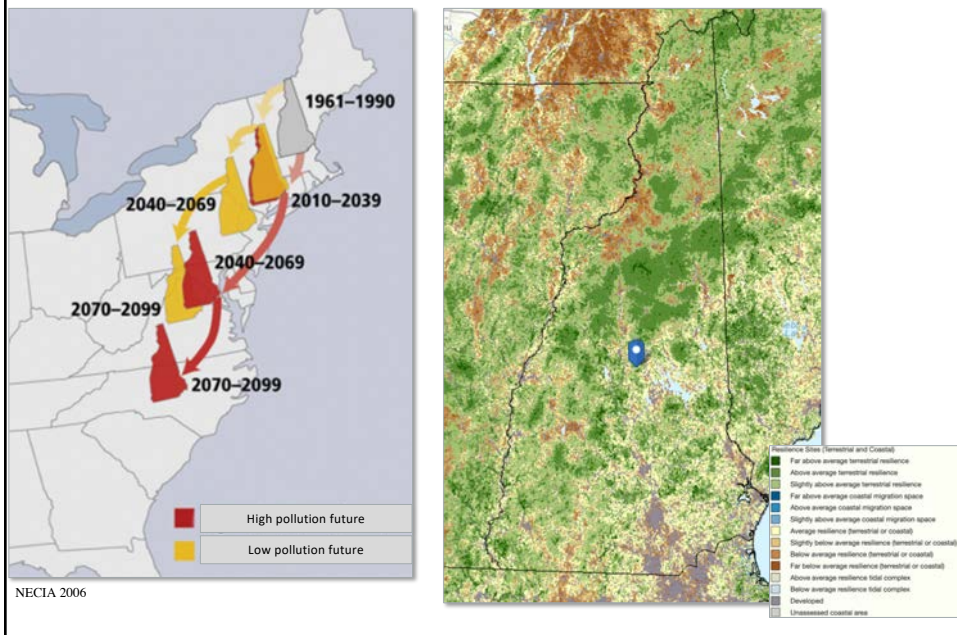 1961–1990
2040–2069
2010–2039
2040–2069
2070–2099
2070–2099
High pollution future
Low pollution future
NECIA 2006
Resilience Sites (Terrestrial and Coastal)
Far above average terrestrial resilience
Above average terrestrial resilience
Slightly above average terrestrial resilience
Far above average coastal migration space
Above average coastal migration space
Slightly above average coastal migration space
Average resilience (terrestrial or coastal)
Slightly below average resilience (terrestrial or coastal)
Below average resilience (terrestrial or coastal)
Far below average resilience (terrestrial or coastal)
Above average resilience tidal complex
Below average resilience tidal complex
Developed
Unassessed coastal area